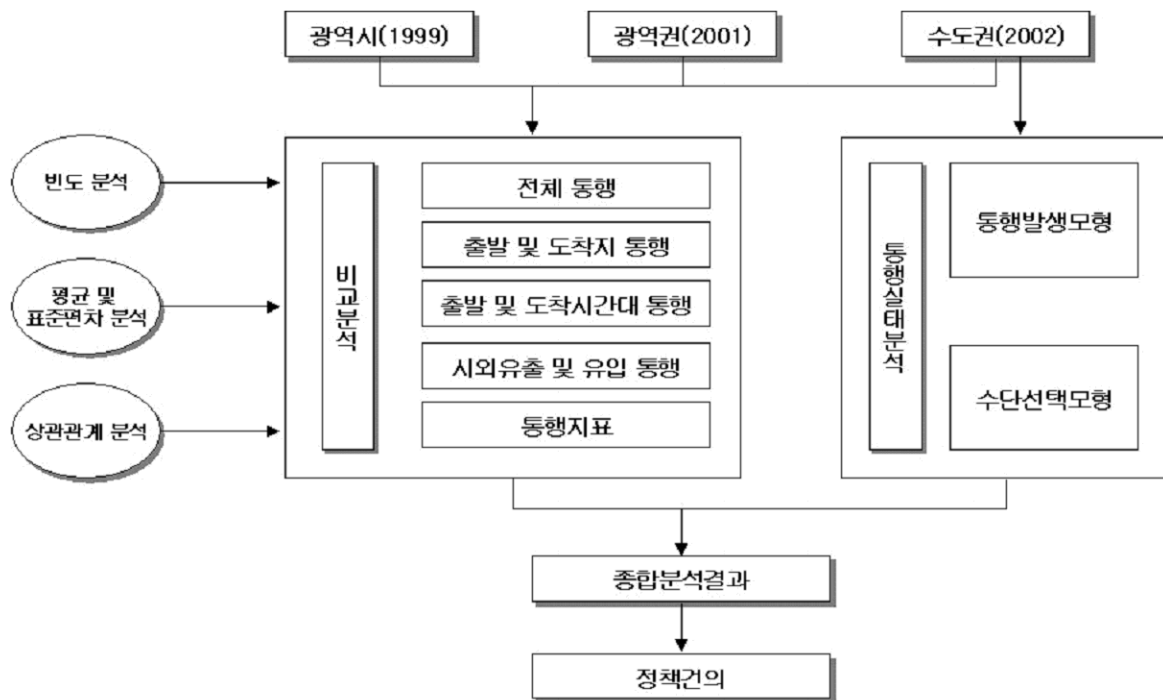 광역시(1999)
광역권(2001)
수도권(2002)
빈도 분석
평균 및
표준편차 분석
상관관계 분석
비교분석
전체 통행
출발 및 도착지 통행
출발 및 도착시간대 통행
시외유출 및 유입 통행
통행지표
통행실태분석
통행발생모형
수단선택모형
종합분석결과
정책건의